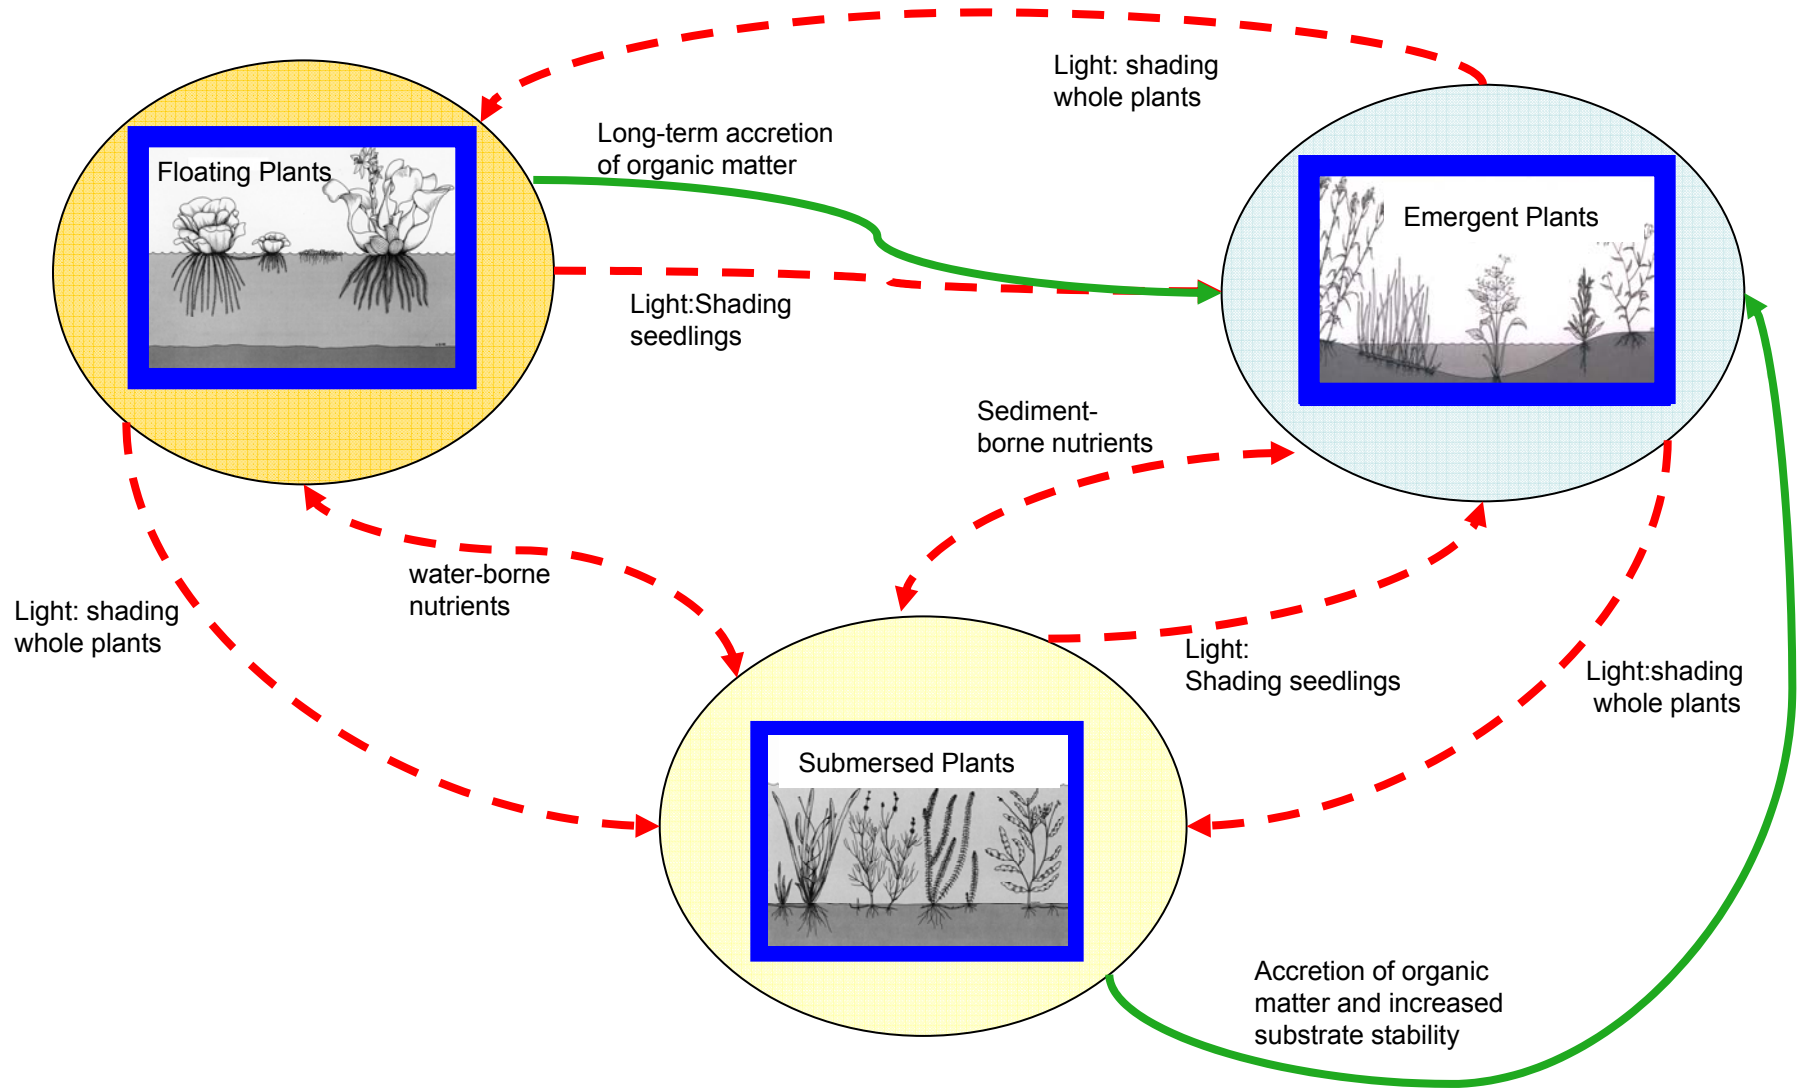 Light: shading
whole plants
Long-term accretion
of organic matter
Floating Plants
Emergent Plants
Light:Shading
seedlings
Sediment-
borne nutrients
water-borne
nutrients
Light: shading
whole plants
Light:
Shading seedlings
Light:shading
whole plants
Submersed Plants
Accretion of organic
matter and increased
substrate stability